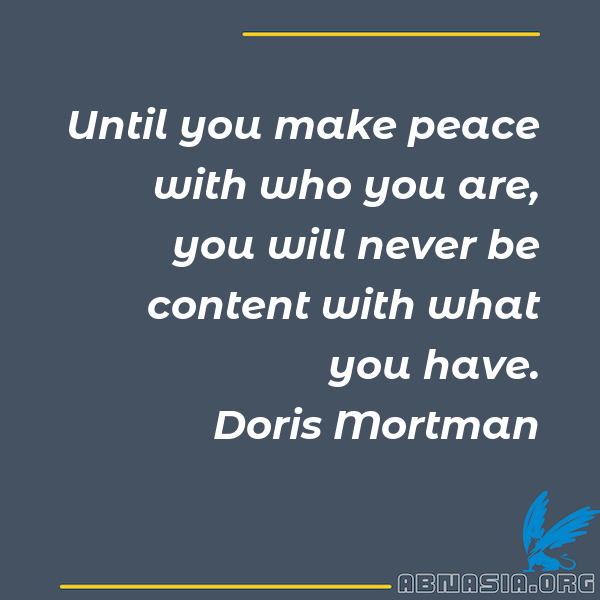 Until you make peace
with who you are,
you will never be
content with what
you have.
Doris Mortman
ABNASIA.ORG